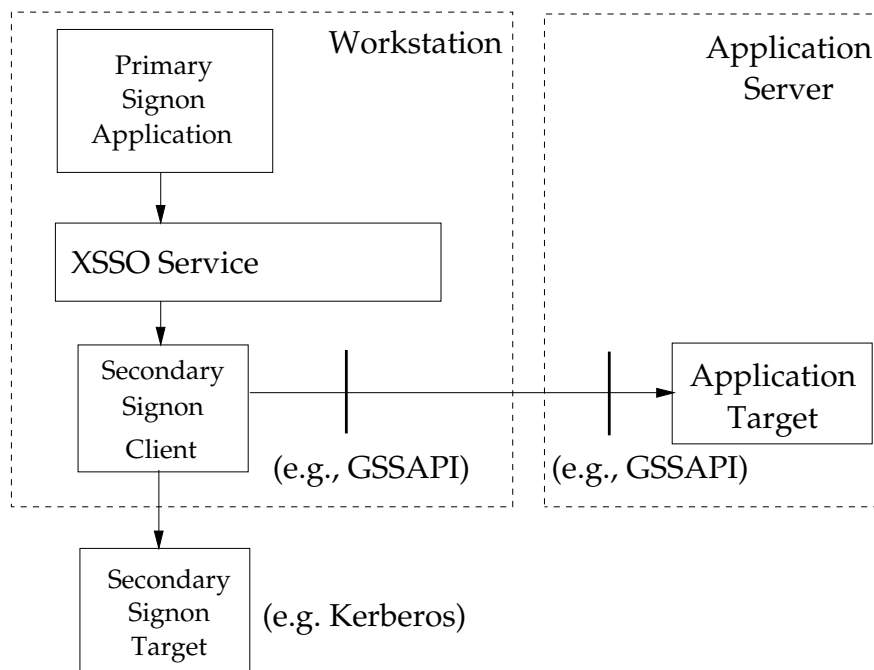 Workstation
Application
Server
Primary
Signon
Application
XSSO Service
Secondary
Signon
Client
(e.g., GSSAPI)
(e.g., GSSAPI)
Application
Target
Secondary
Signon
Target
(e.g. Kerberos)